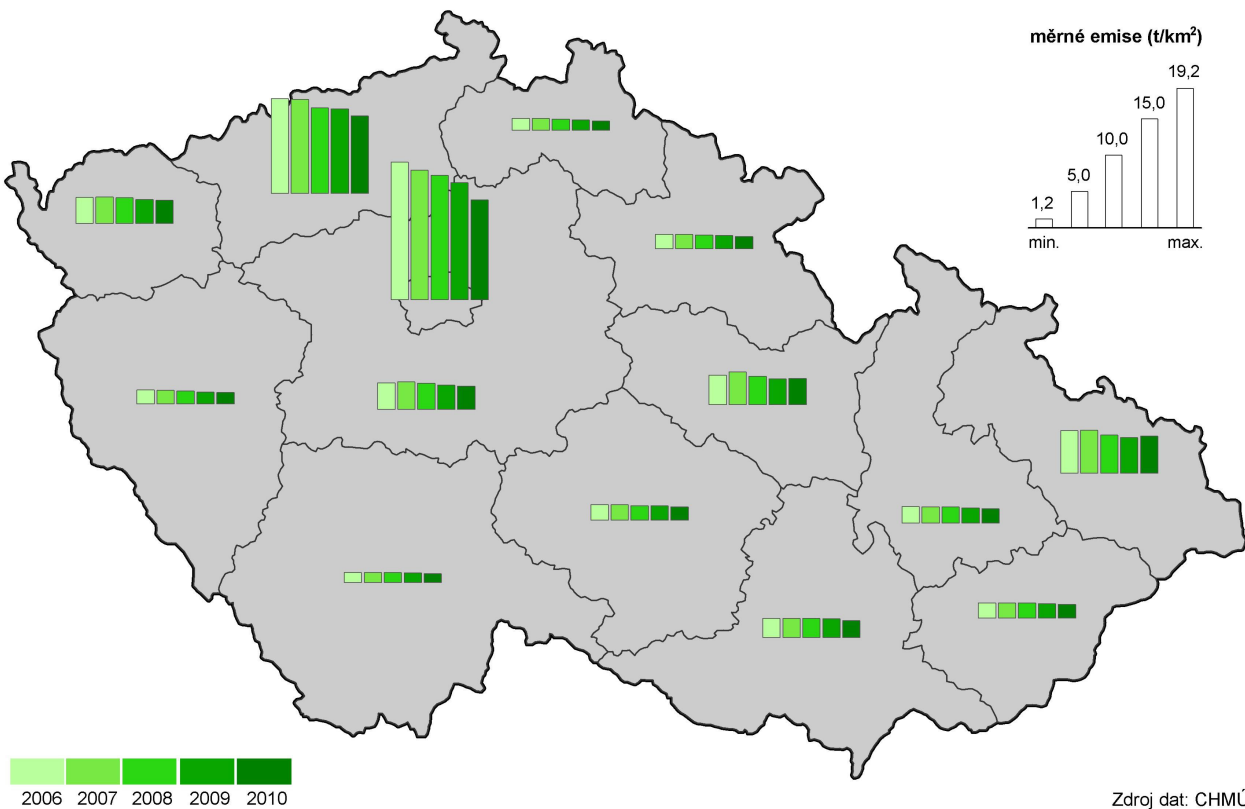 měrné emise (t/km²)
19,2
15,0
10,0
5,0
1,2
min. max.
2006 2007 2008 2009 2010
Zdroj dat: CHMÚ